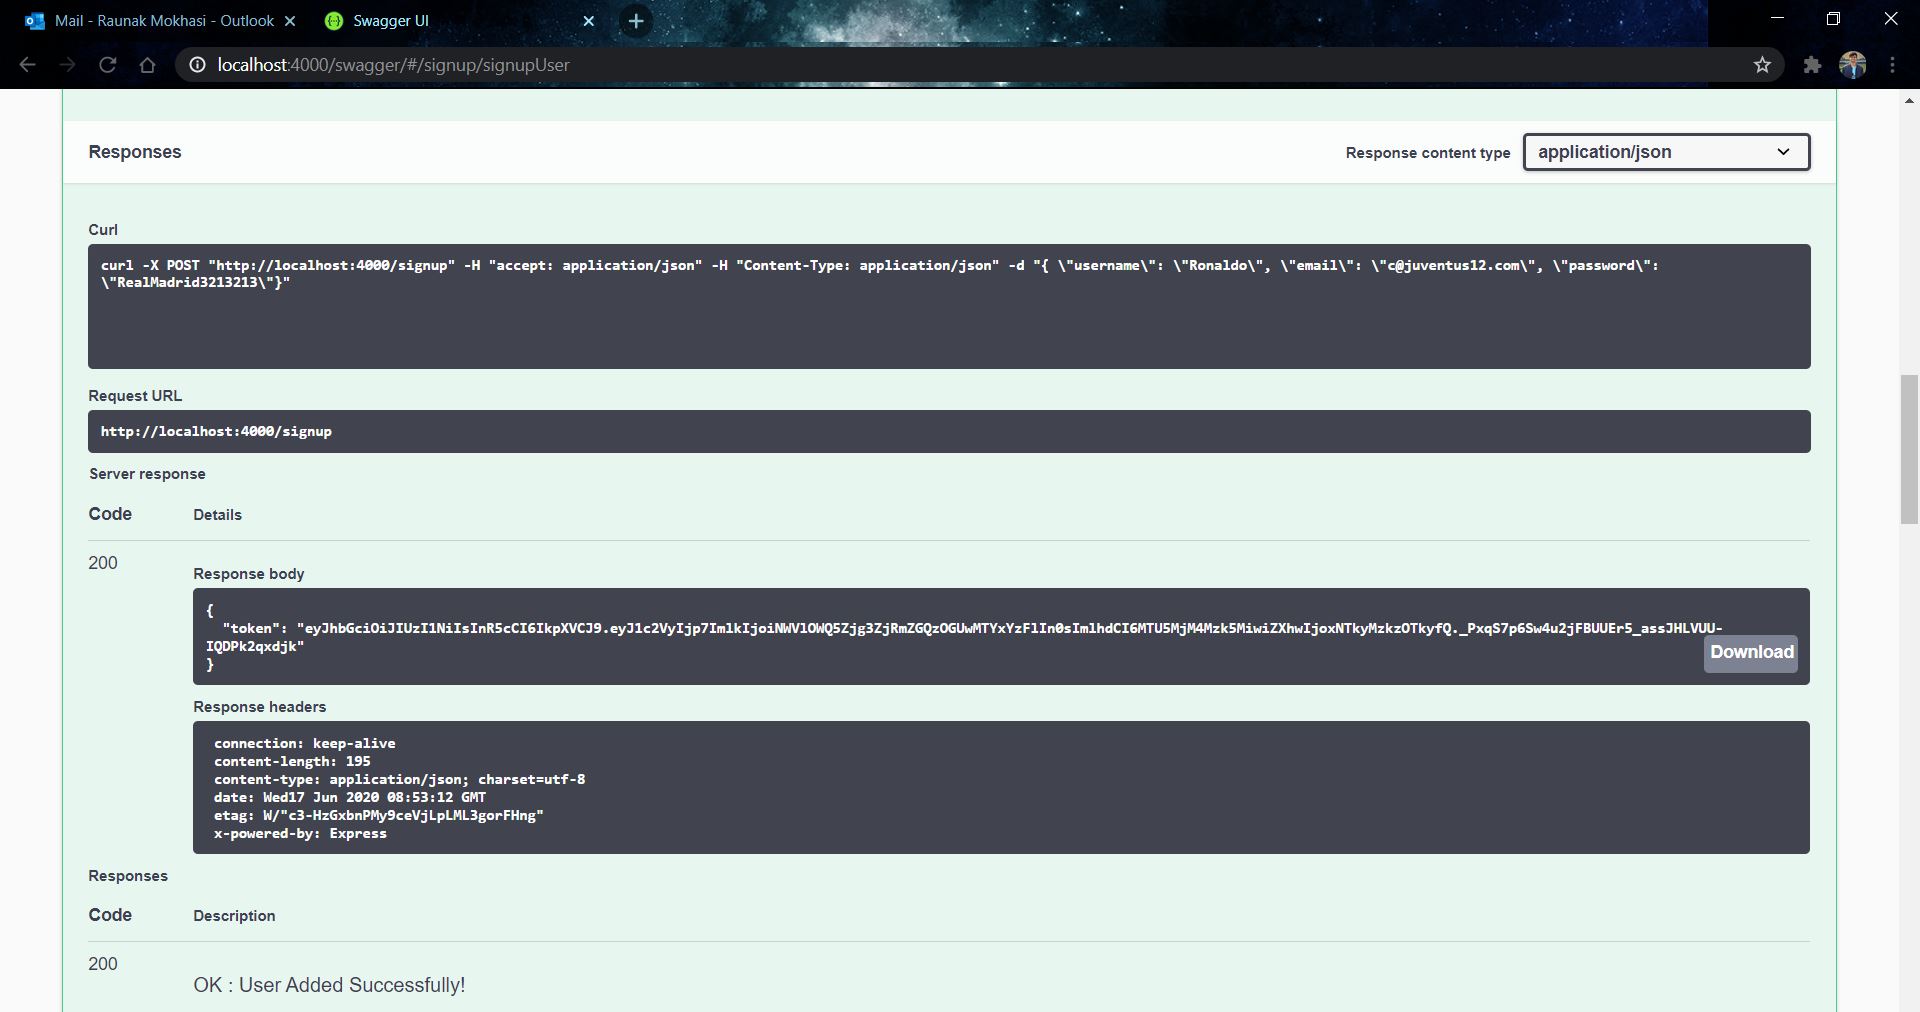 Mail - Raunak Mokhasi - Outlook
Swagger UI
localhost:4000/swagger/#/signup/signupUser
Responses
Response content type
application/json
Curl
curl -X POST "http://localhost:4000/signup" -H "accept: application/json" -H "Content-Type: application/json" -d "{ \"username\": \"Ronaldo\", \"email\": \"c@juventus12.com\", \"password\":
\"RealMadrid3213213\"}"
Request URL
http://localhost:4000/signup
Server response
Code
Details
200
Response body
{
"token": "eyJhbGciOiJIUzI1NiIsInR5cCI6IkpXVCJ9.eyJ1c2VyIjp7ImlkIjoiNWVlOWQ5Zjg3ZjRmZGQzOGUwMTYxYzFlIn0sImlhdCI6MTU5MjM4Mzk5MiwiZXhwIjoxNTkyMzkzOTkyfQ._PxqS7p6Sw4u2jFBUUEr5_assJHLVUU-
IQDPk2qxdjk"
}
Download
Response headers
connection: keep-alive
content-length: 195
content-type: application/json; charset=utf-8
date: Wed17 Jun 2020 08:53:12 GMT
etag: W/"c3-HzGxbnPMy9ceVjLpLML3gorFHng"
x-powered-by: Express
Responses
Code
Description
200
OK : User Added Successfully!